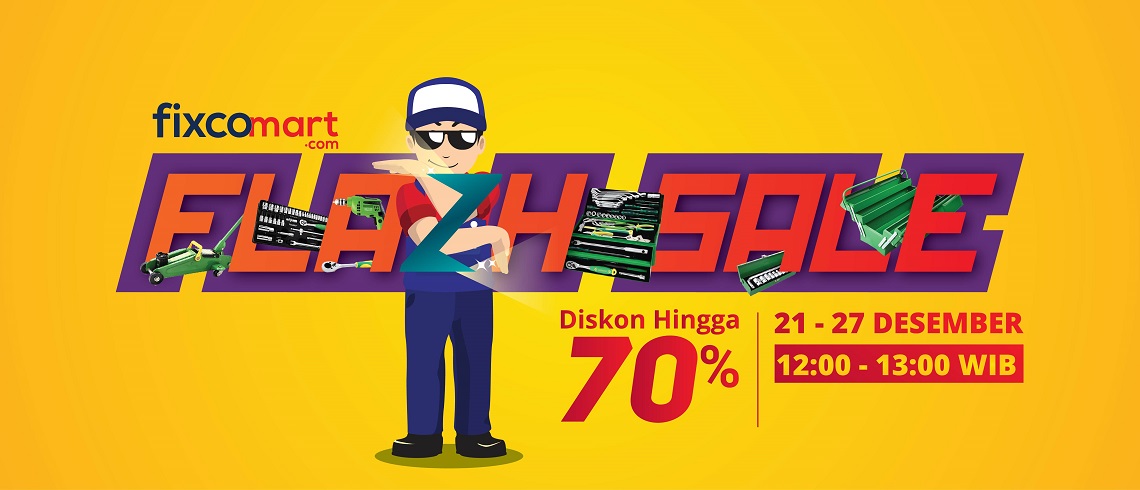 fixcomart
.com
FLAZH SALE
Diskon Hingga
70%
21 - 27 DESEMBER
12:00 - 13:00 WIB